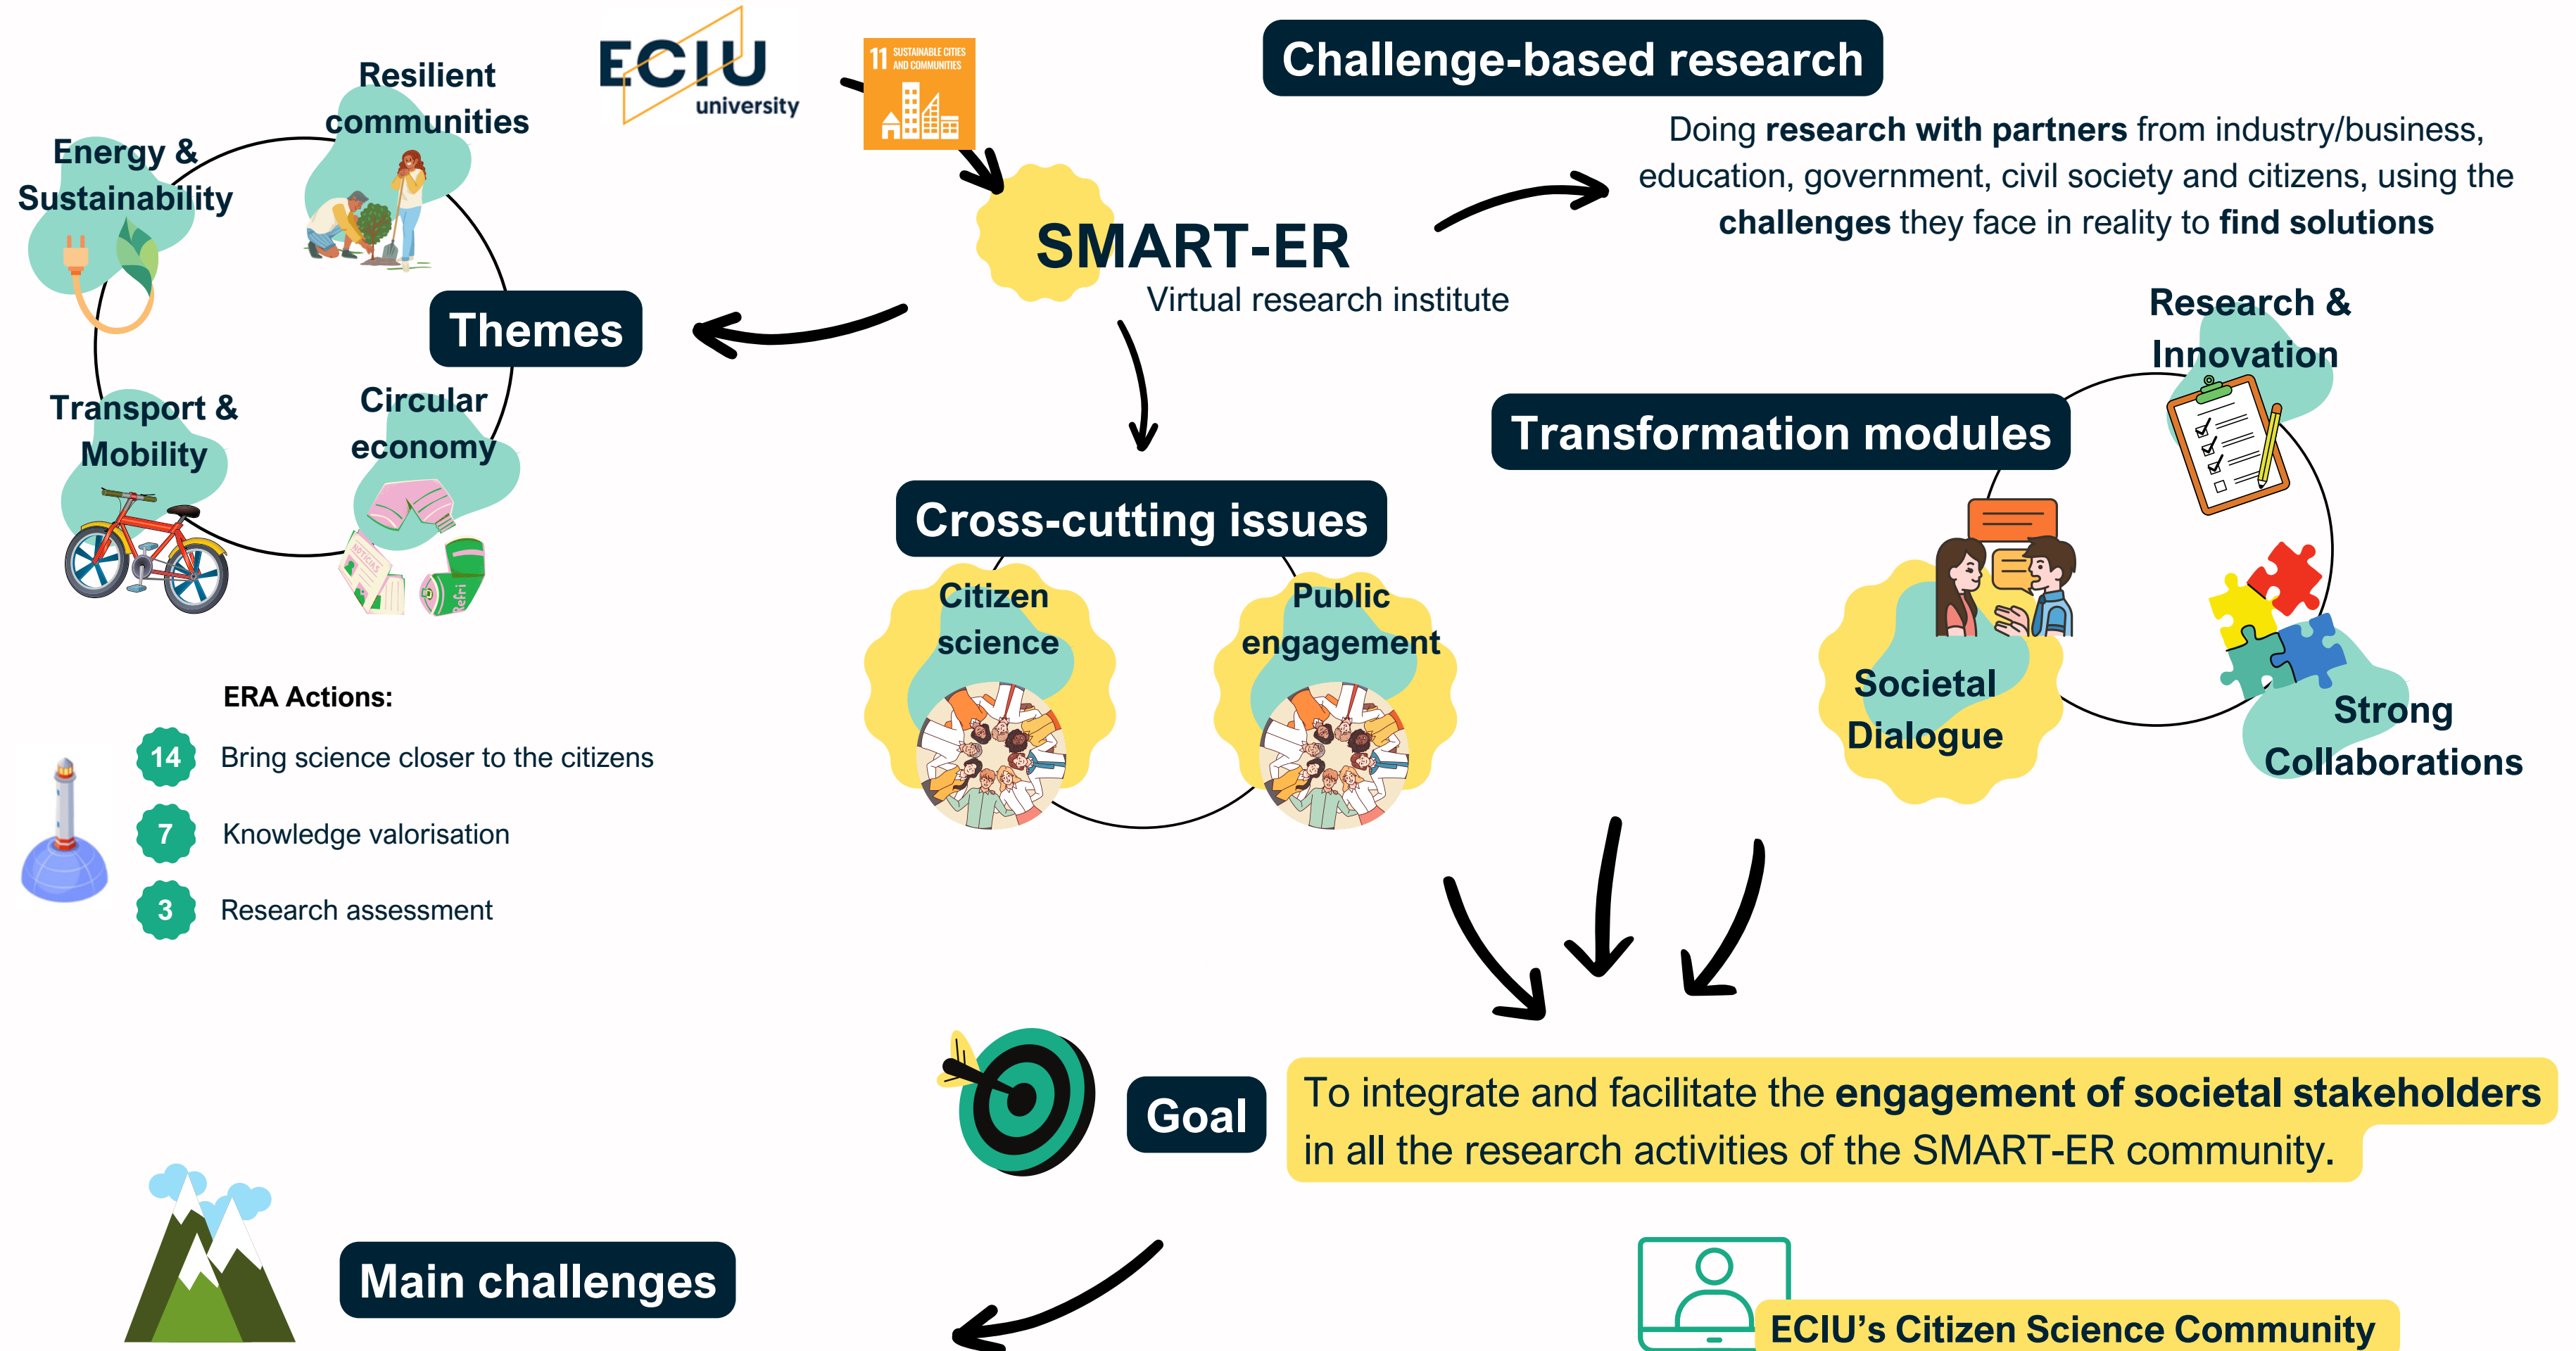 ECIU
university
11 SUSTAINABLE CITIES
AND COMMUNITIES
Challenge-based research
Doing research with partners from industry/business,
education, government, civil society and citizens, using the
challenges they face in reality to find solutions
SMART-ER
Virtual research institute
Resilient
communities
Energy &
Sustainability
Themes
Transport &
Mobility
Circular
economy
NOTICIAS
Refri
Cross-cutting issues
Citizen
science
Public
engagement
Transformation modules
Research &
Innovation
Societal
Dialogue
Strong
Collaborations
ERA Actions:
14 Bring science closer to the citizens
7 Knowledge valorisation
3 Research assessment
Goal
To integrate and facilitate the engagement of societal stakeholders
in all the research activities of the SMART-ER community.
Main challenges
ECIU's Citizen Science Community